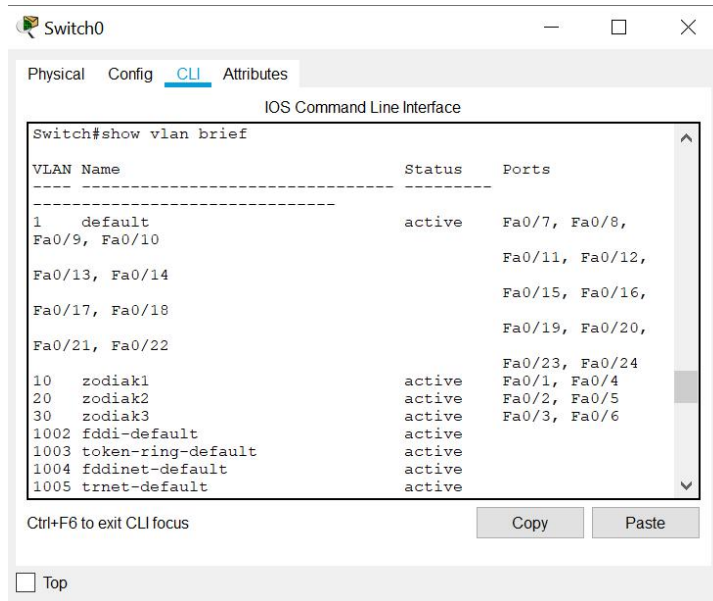 Switch0
Physical Config CLI Attributes
IOS Command Line Interface
Switch#show vlan brief
VLAN Name Status Ports
---- -------------------------------- ---------
-------------------------------
1 default active Fa0/7, Fa0/8,
Fa0/9, Fa0/10
Fa0/11, Fa0/12,
Fa0/13, Fa0/14
Fa0/15, Fa0/16,
Fa0/17, Fa0/18
Fa0/19, Fa0/20,
Fa0/21, Fa0/22
Fa0/23, Fa0/24
10 zodiak1 active Fa0/1, Fa0/4
20 zodiak2 active Fa0/2, Fa0/5
30 zodiak3 active Fa0/3, Fa0/6
1002 fddi-default active
1003 token-ring-default active
1004 fddinet-default active
1005 trnet-default active
Ctrl+F6 to exit CLI focus
Copy Paste
Top